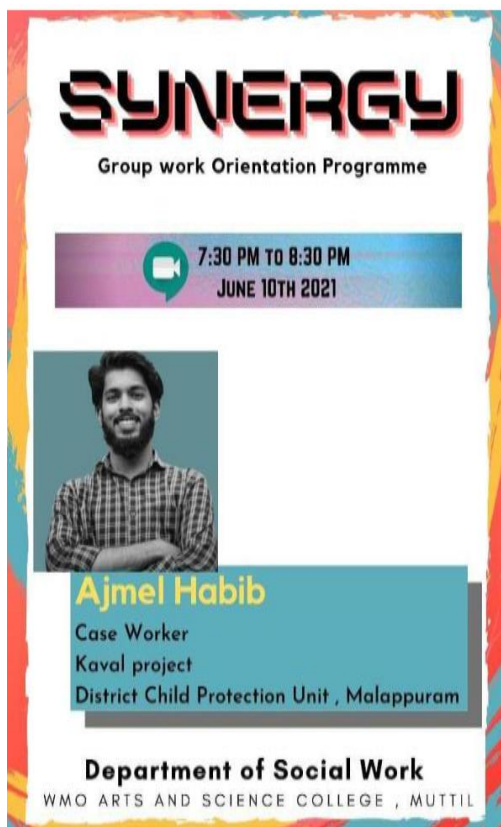 SYNERGY
Group work Orientation Programme
7:30 PM TO 8:30 PM
JUNE 10TH 2021
Ajmel Habib
Case Worker
Kaval project
District Child Protection Unit , Malappuram
Department of Social Work
WMO ARTS AND SCIENCE COLLEGE , MUTTIL